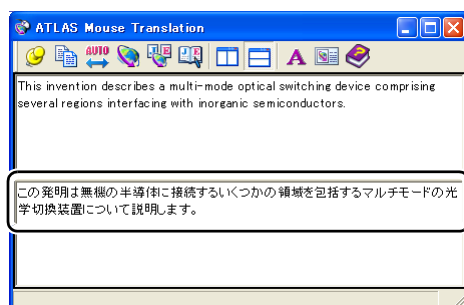 ATLAS Mouse Translation
AUTO
A
This invention describes a multi-mode optical switching device comprising
several regions interfacing with inorganic semiconductors.
この発明は無機の半導体に接続するいくつかの領域を包括するマルチモードの光
学切換装置について説明します。